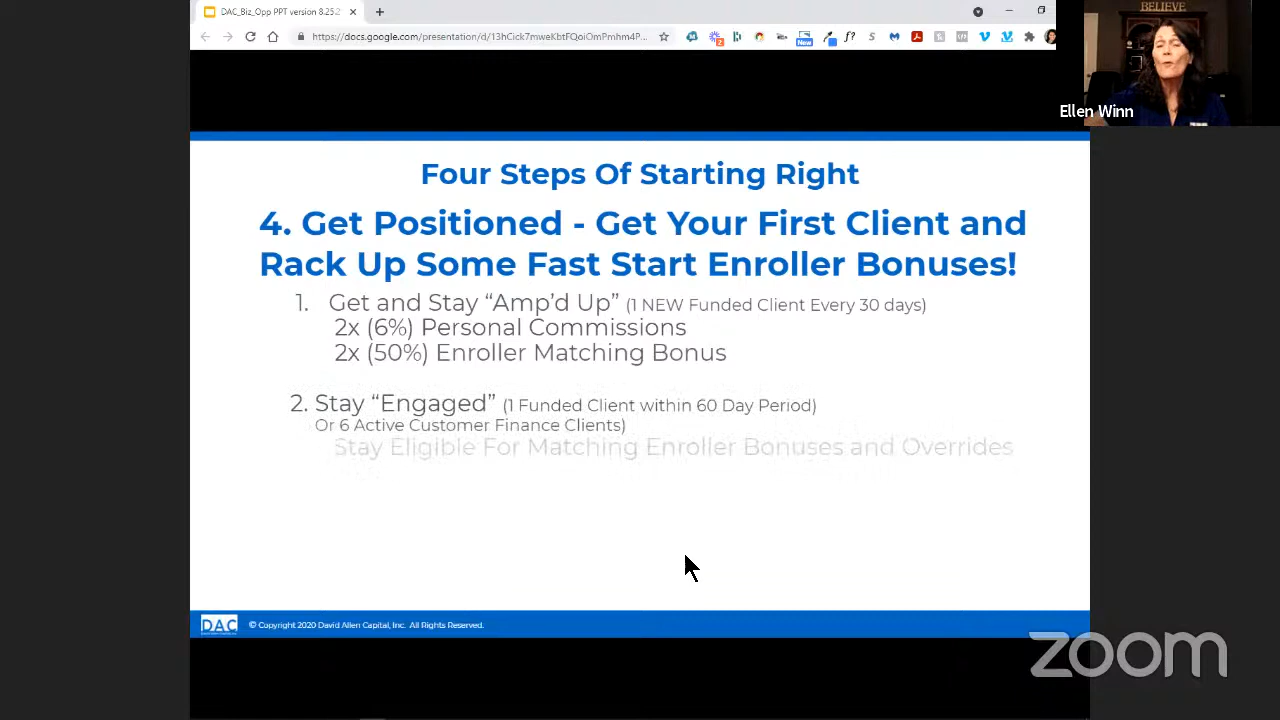 DAC_Biz_Opp PPT version 8.25.2
https://docs.google.com/presentation/d/13hCick7mweKbtFQoiOmPmhm4P...
New
BELIEVE
Ellen Winn
Four Steps Of Starting Right
4. Get Positioned - Get Your First Client and
Rack Up Some Fast Start Enroller Bonuses!
1. Get and Stay “Amp’d Up” (1 NEW Funded Client Every 30 days)
2x (6%) Personal Commissions
2x (50%) Enroller Matching Bonus
2. Stay “Engaged” (1 Funded Client within 60 Day Period)
Or 6 Active Customer Finance Clients)
Stay Eligible For Matching Enroller Bonuses and Overrides
DAC
© Copyright 2020 David Allen Capital, Inc. All Rights Reserved.
zoom